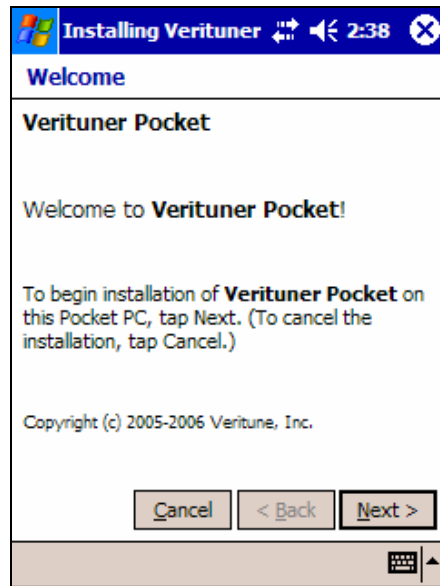 Installing Verituner 2:38
Welcome
Verituner Pocket
Welcome to Verituner Pocket!
To begin installation of Verituner Pocket on
this Pocket PC, tap Next. (To cancel the
installation, tap Cancel.)
Copyright (c) 2005-2006 Veritune, Inc.
Cancel < Back Next >